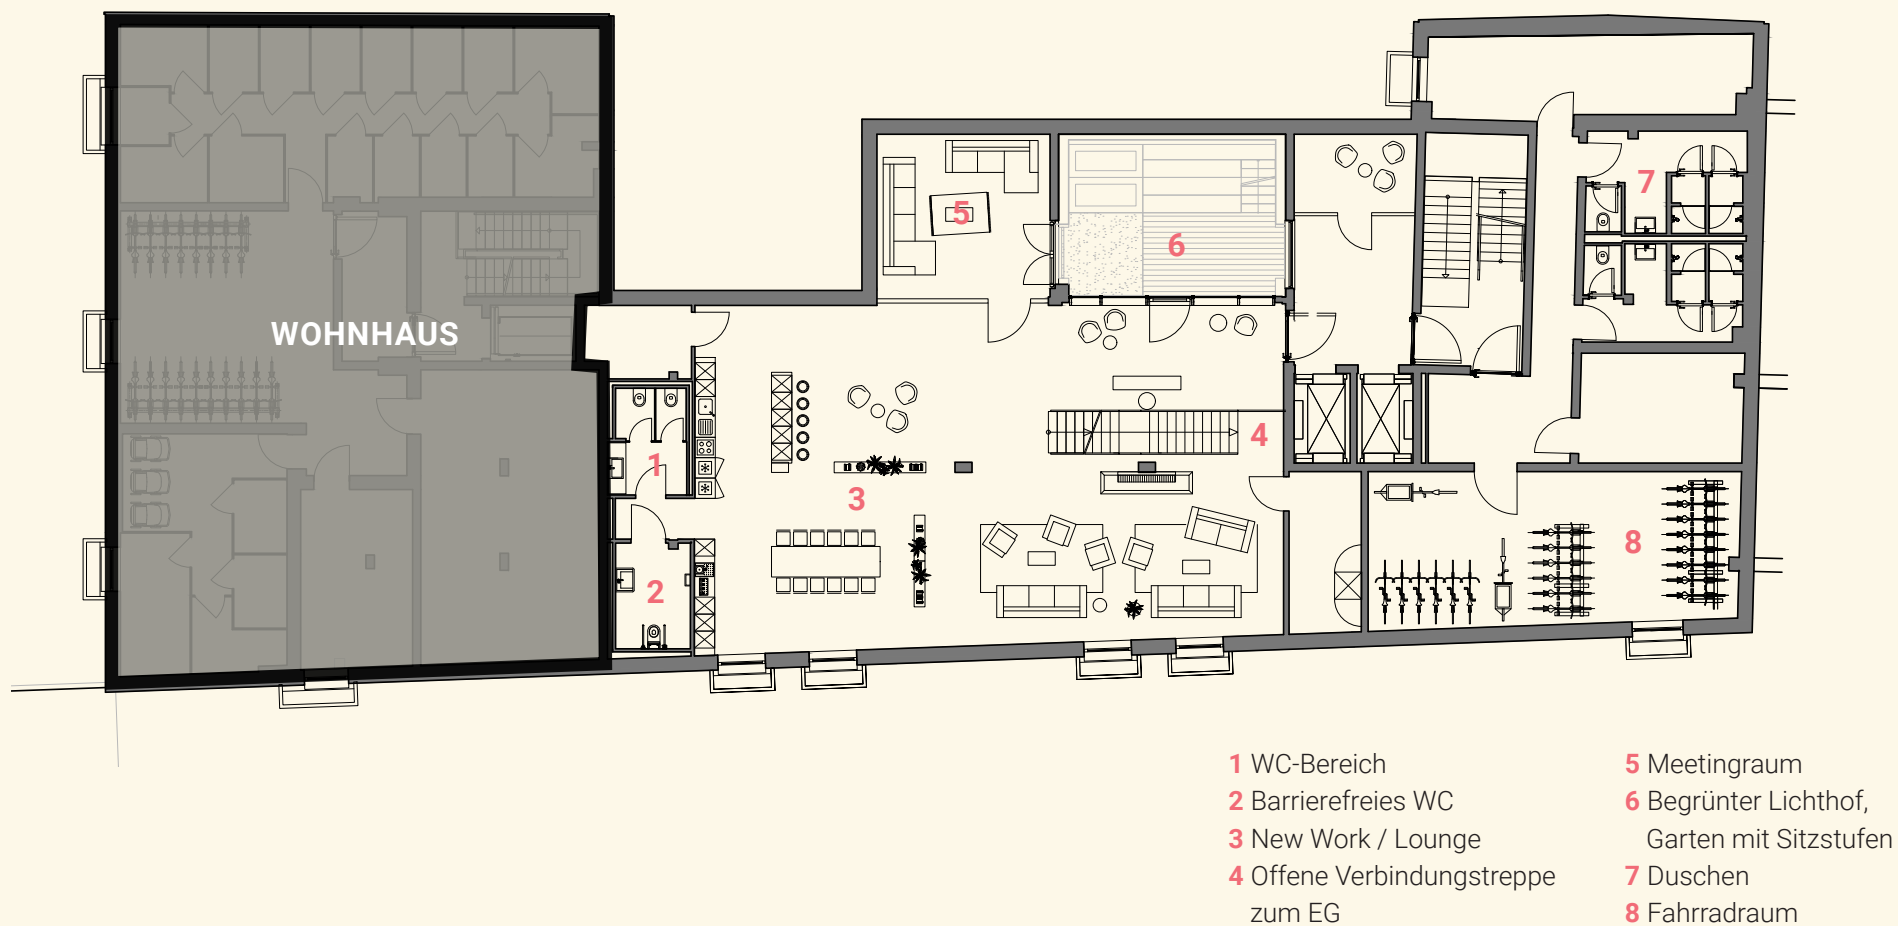 5
7
6
WOHNHAUS
4
1
3
8
2
1 WC-Bereich
2 Barrierefreies WC
3 New Work / Lounge
4 Offene Verbindungstreppe
zum EG
5 Meetingraum
6 Begrünter Lichthof,
Garten mit Sitzstufen
7 Duschen
8 Fahrradraum